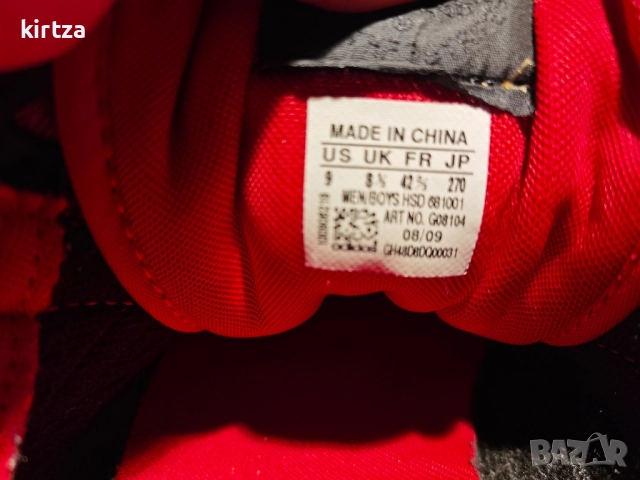 kirtza
MADE IN CHINA
US UK FR JP
9 8½ 42⅔ 270
MEN/BOYS HSD 681001
ART NO. G08104
08/09
adidas
GH48D8DQ00031
BAZAR